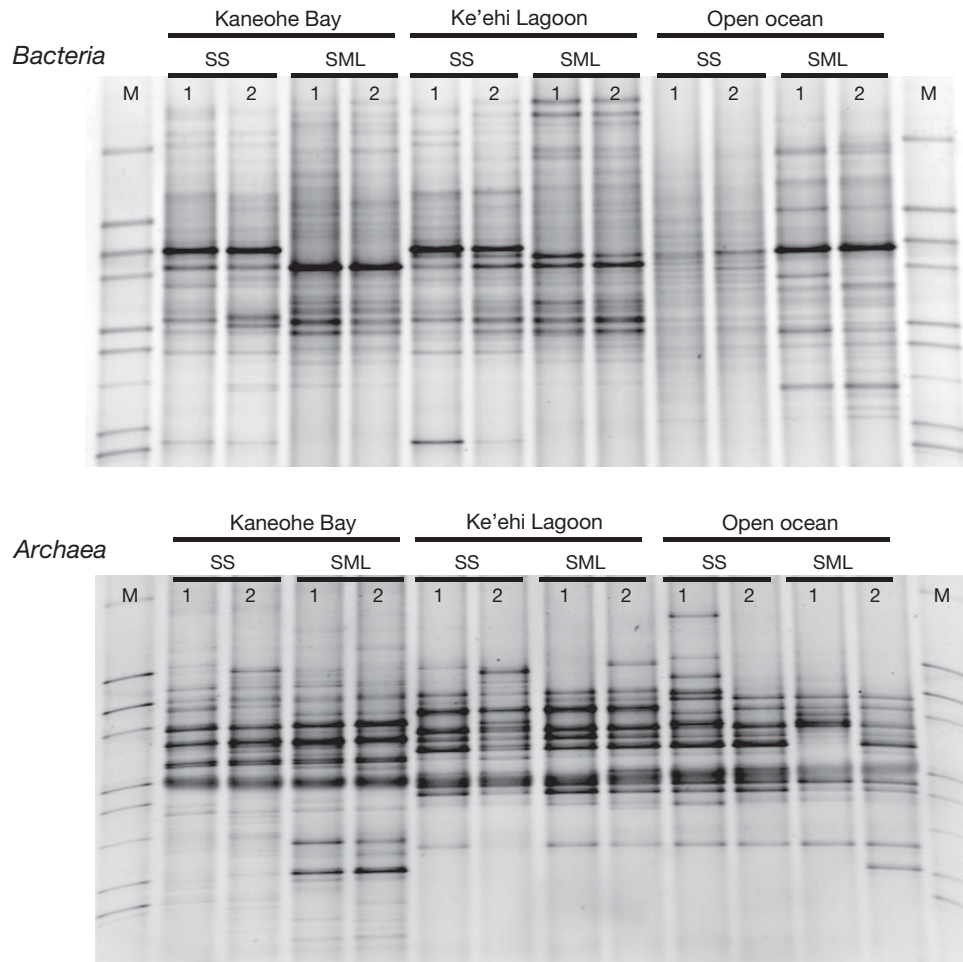 Kaneohe Bay Ke’ehi Lagoon Open ocean
Bacteria
SS SML SS SML SS SML
M 1 2 1 2 1 2 1 2 1 2 1 2 M
Kaneohe Bay Ke’ehi Lagoon Open ocean
Archaea
SS SML SS SML SS SML
M 1 2 1 2 1 2 1 2 1 2 1 2 M